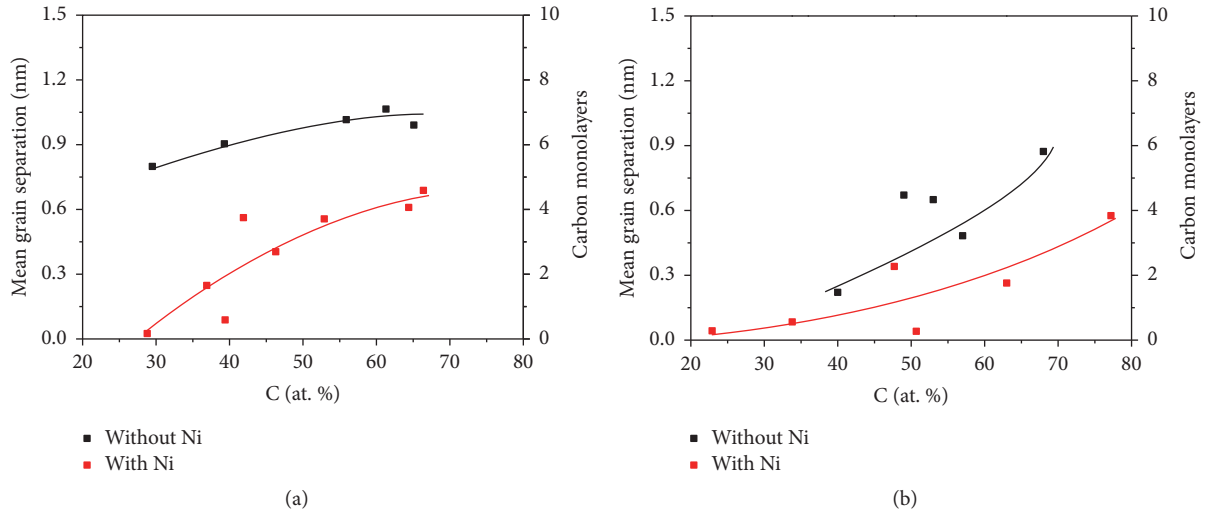 1.5
1.2
0.9
0.6
0.3
0.0
Mean grain separation (nm)
10
8
6
4
2
0
Carbon monolayers
20 30 40 50 60 70 80
C (at. %)
Without Ni
With Ni
(a)
1.5
1.2
0.9
0.6
0.3
0.0
Mean grain separation (nm)
10
8
6
4
2
0
Carbon monolayers
20 30 40 50 60 70 80
C (at. %)
Without Ni
With Ni
(b)